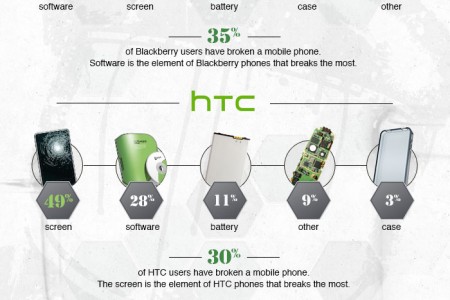 software screen battery case other
35%
of Blackberry users have broken a mobile phone.
Software is the element of Blackberry phones that breaks the most.
hTC
49% 28% 11% 9% 3%
screen software battery other case
30%
of HTC users have broken a mobile phone.
The screen is the element of HTC phones that breaks the most.